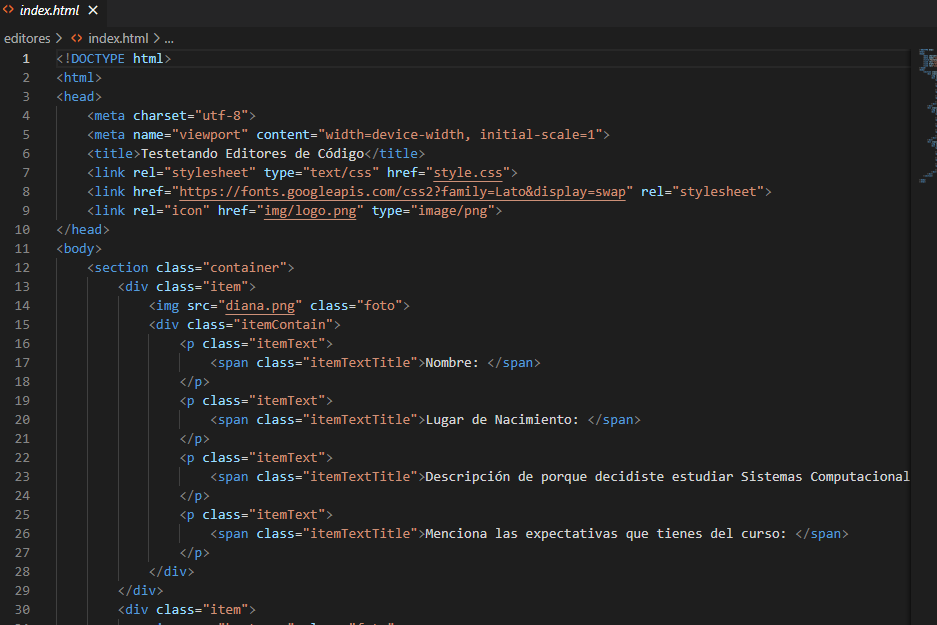 index.html
editores > index.html > ...
1 <!DOCTYPE html>
2 <html>
3 <head>
4 <meta charset="utf-8">
5 <meta name="viewport" content="width=device-width, initial-scale=1">
6 <title>Testetando Editores de Código</title>
7 <link rel="stylesheet" type="text/css" href="style.css">
8 <link href="https://fonts.googleapis.com/css2?family=Lato&display=swap" rel="stylesheet">
9 <link rel="icon" href="img/logo.png" type="image/png">
10 </head>
11 <body>
12 <section class="container">
13 <div class="item">
14 <img src="diana.png" class="foto">
15 <div class="itemContain">
16 <p class="itemText">
17 <span class="itemTextTitle">Nombre: </span>
18 </p>
19 <p class="itemText">
20 <span class="itemTextTitle">Lugar de Nacimiento: </span>
21 </p>
22 <p class="itemText">
23 <span class="itemTextTitle">Descripción de porque decidiste estudiar Sistemas Computacional
24 </p>
25 <p class="itemText">
26 <span class="itemTextTitle">Menciona las expectativas que tienes del curso: </span>
27 </p>
28 </div>
29 </div>
30 <div class="item">